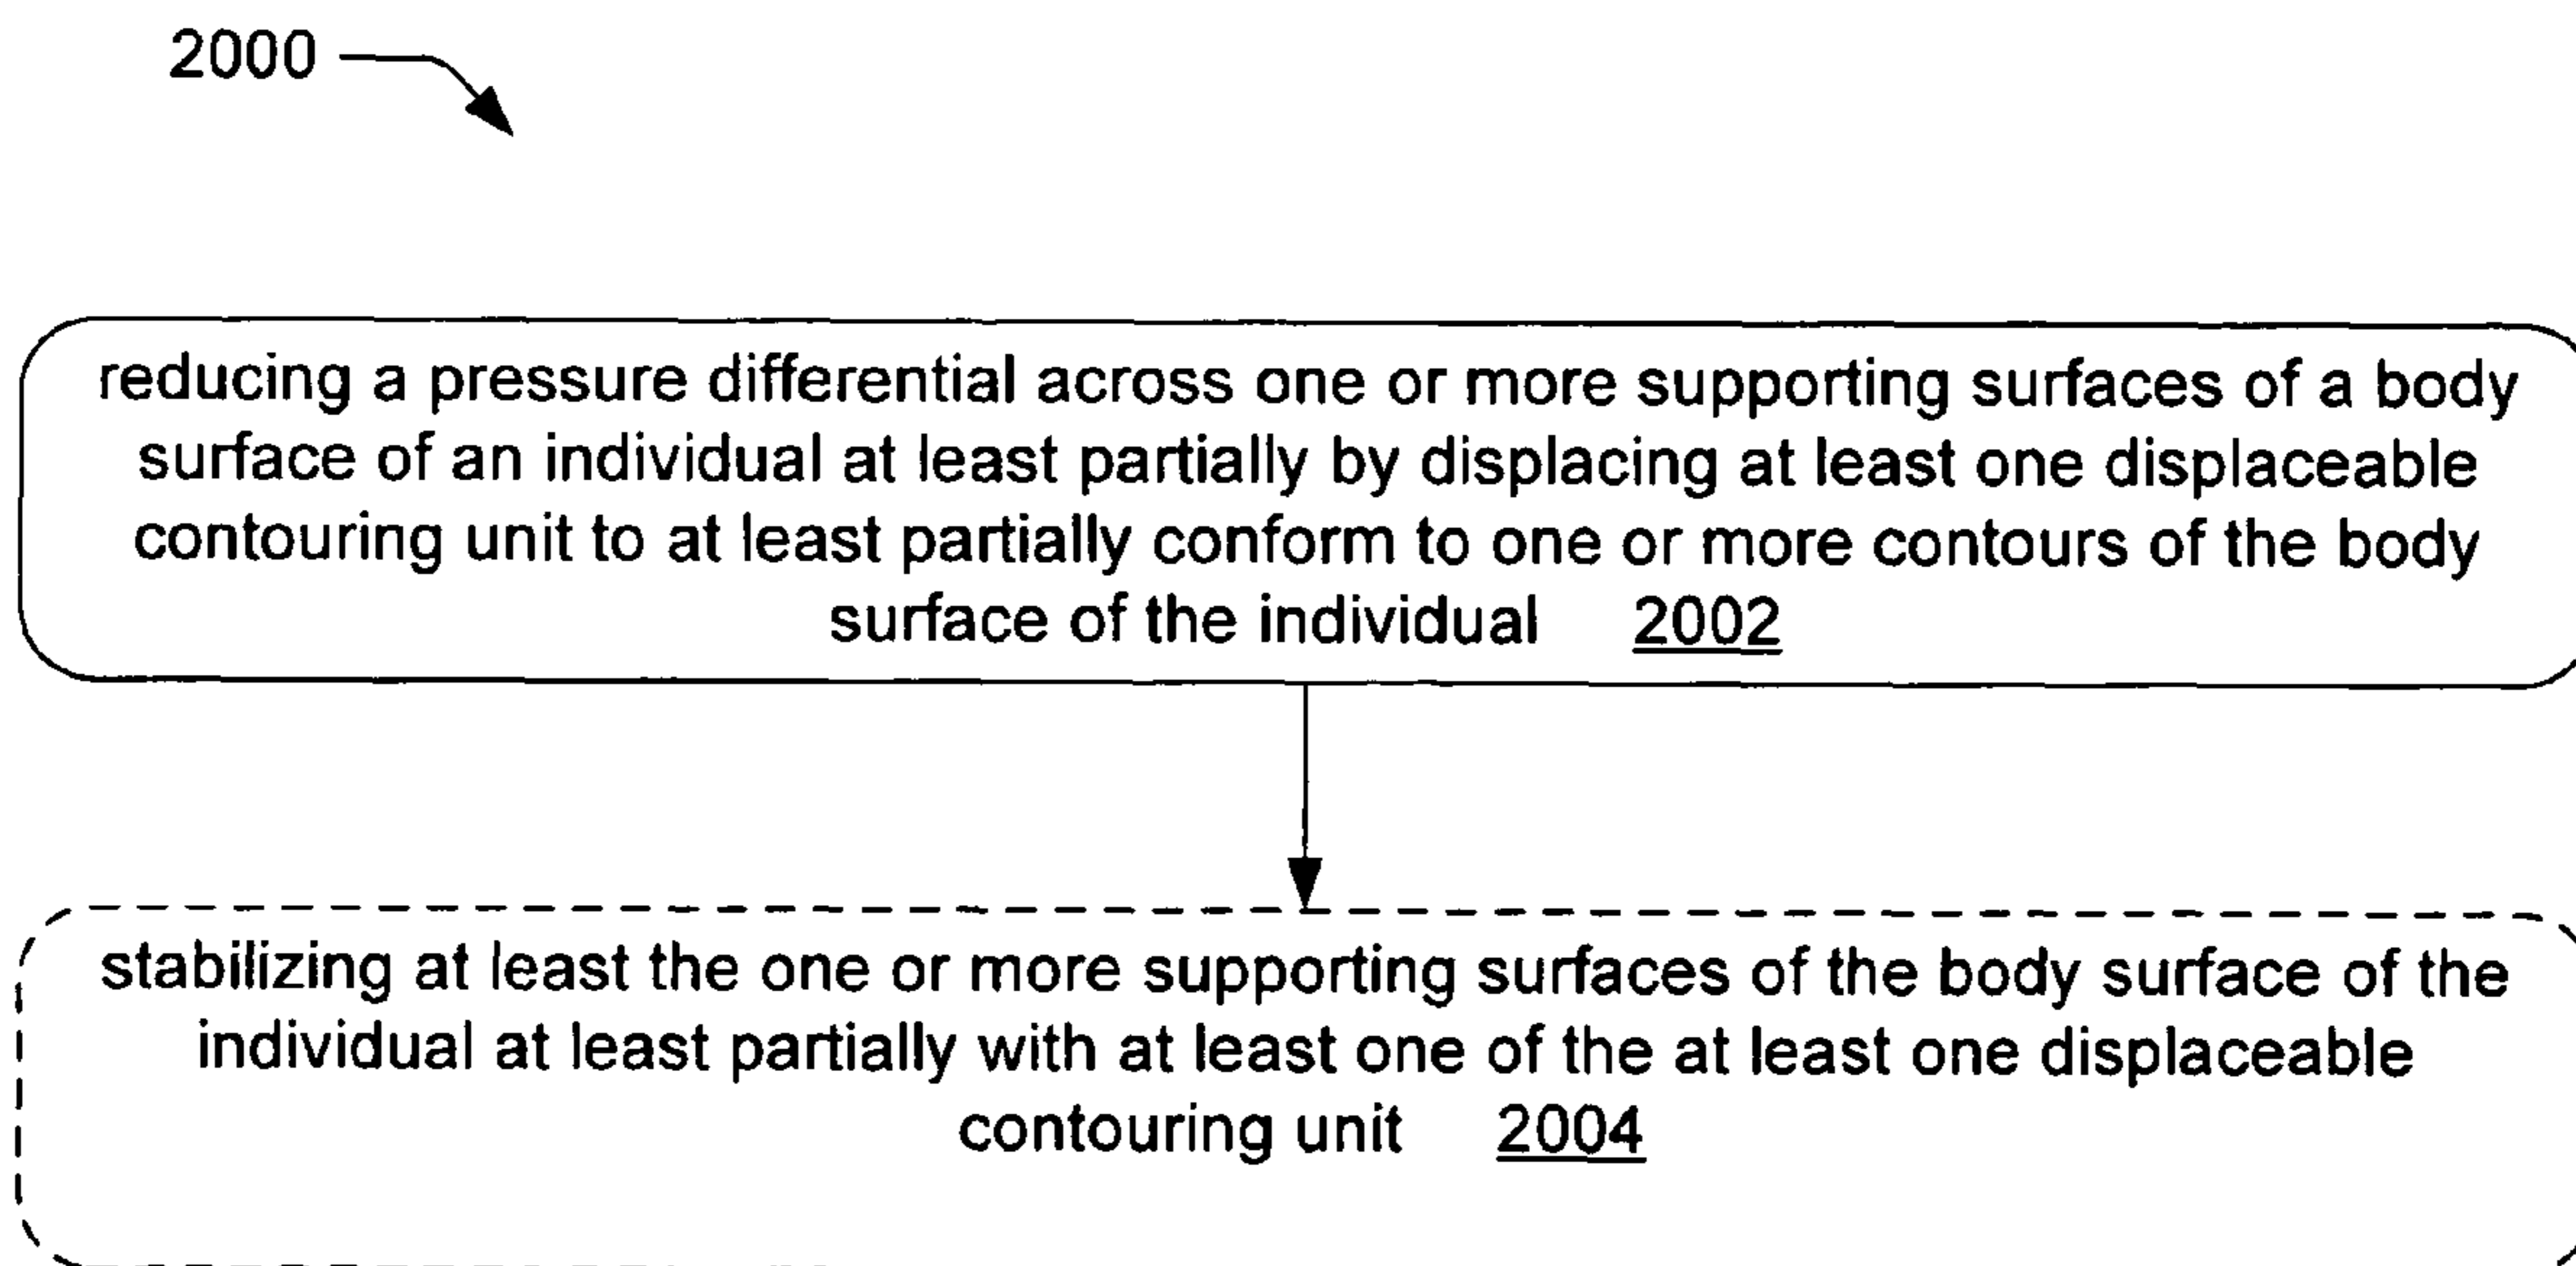 2000
reducing a pressure differential across one or more supporting surfaces of a body
surface of an individual at least partially by displacing at least one displaceable
contouring unit to at least partially conform to one or more contours of the body
surface of the individual 2002
stabilizing at least the one or more supporting surfaces of the body surface of the
individual at least partially with at least one of the at least one displaceable
contouring unit 2004